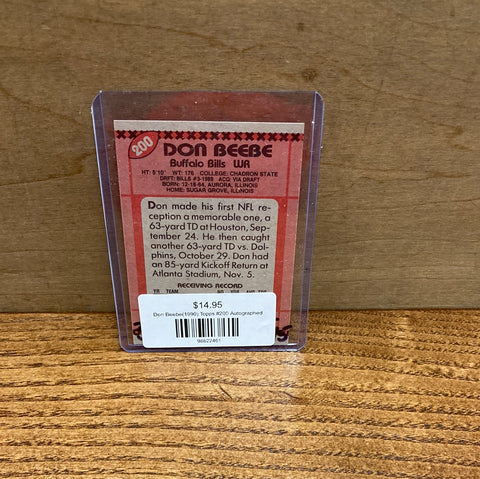 200
DON BEEBE
Buffalo Bills WR
HT: 6'10" WT: 176 COLLEGE: CHADRON STATE
DRFT: BILLS #3-1989 ACQ: VIA DRAFT
BORN: 12-18-64, AURORA, ILLINOIS
HOME: SUGAR GROVE, ILLINOIS
Don made his first NFL re-
ception a memorable one, a
63-yard TD at Houston, Sep-
tember 24. He then caught
another 63-yard TD vs. Dol-
phins, October 29. Don had
an 85-yard Kickoff Return at
Atlanta Stadium, Nov. 5.
RECEIVING RECORD
YR TEAM
$14.95
Don Beebe(1990) Topps #200 Autographed